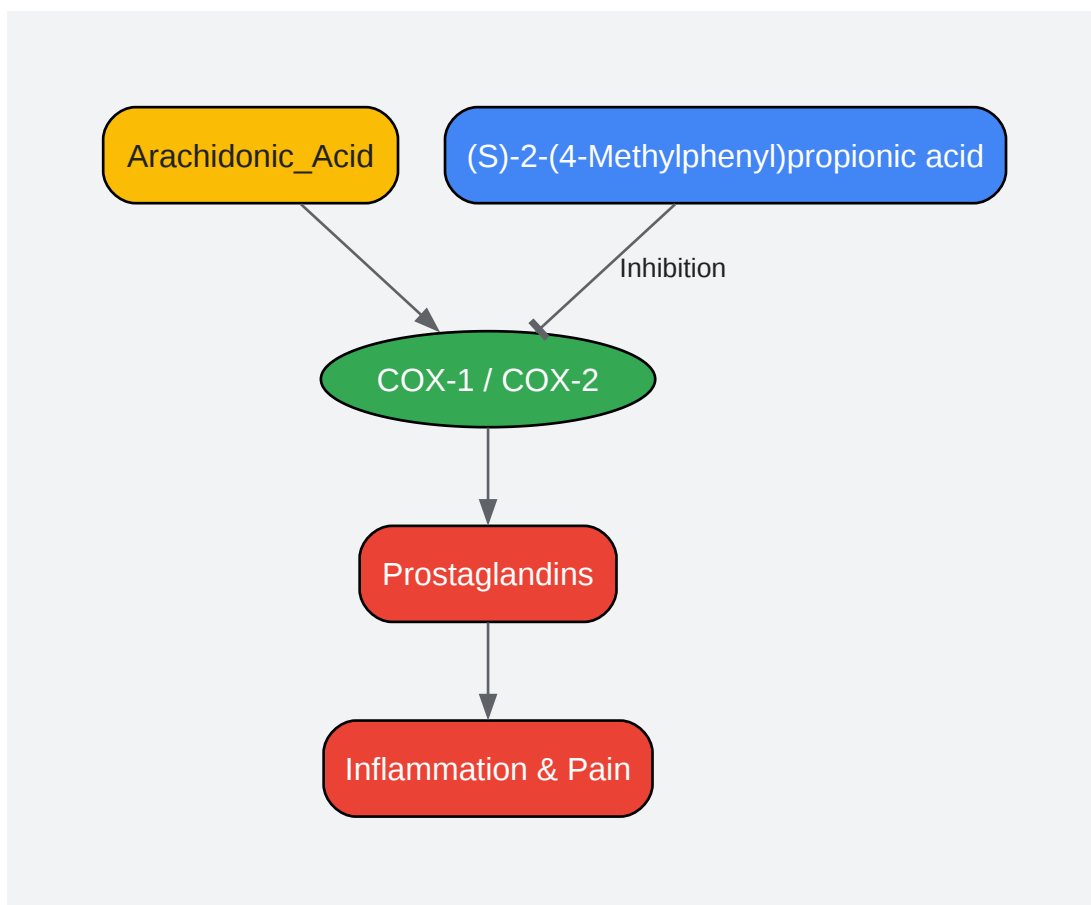 Arachidonic_Acid
(S)-2-(4-Methylphenyl)propionic acid
Inhibition
COX-1 / COX-2
Prostaglandins
Inflammation & Pain